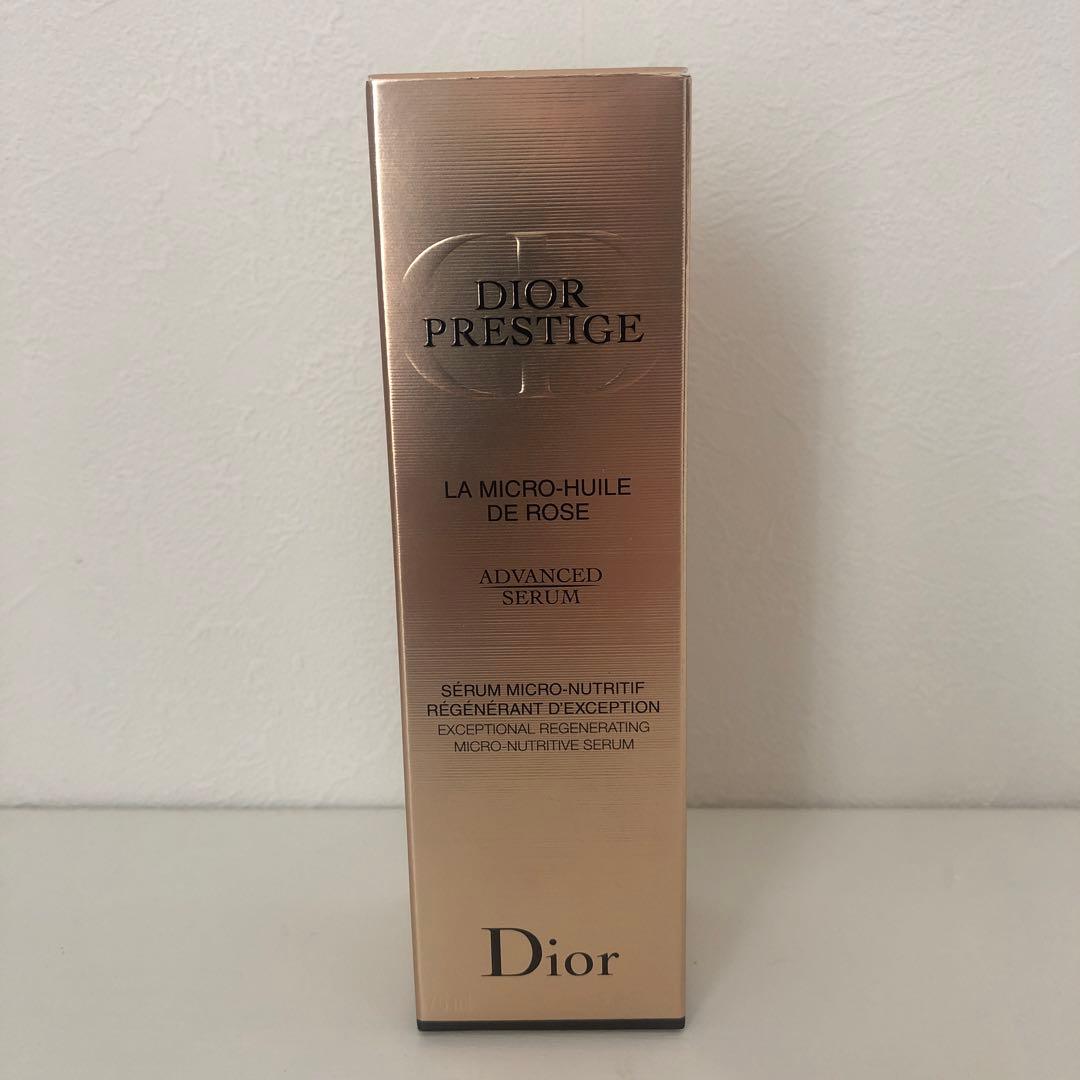 DIOR
PRESTIGE
LA MICRO-HUILE
DE ROSE
ADVANCED
SERUM
SÉRUM MICRO-NUTRITIF
RÉGÉNÉRANT D'EXCEPTION
EXCEPTIONAL REGENERATING
MICRO-NUTRITIVE SERUM
Dior